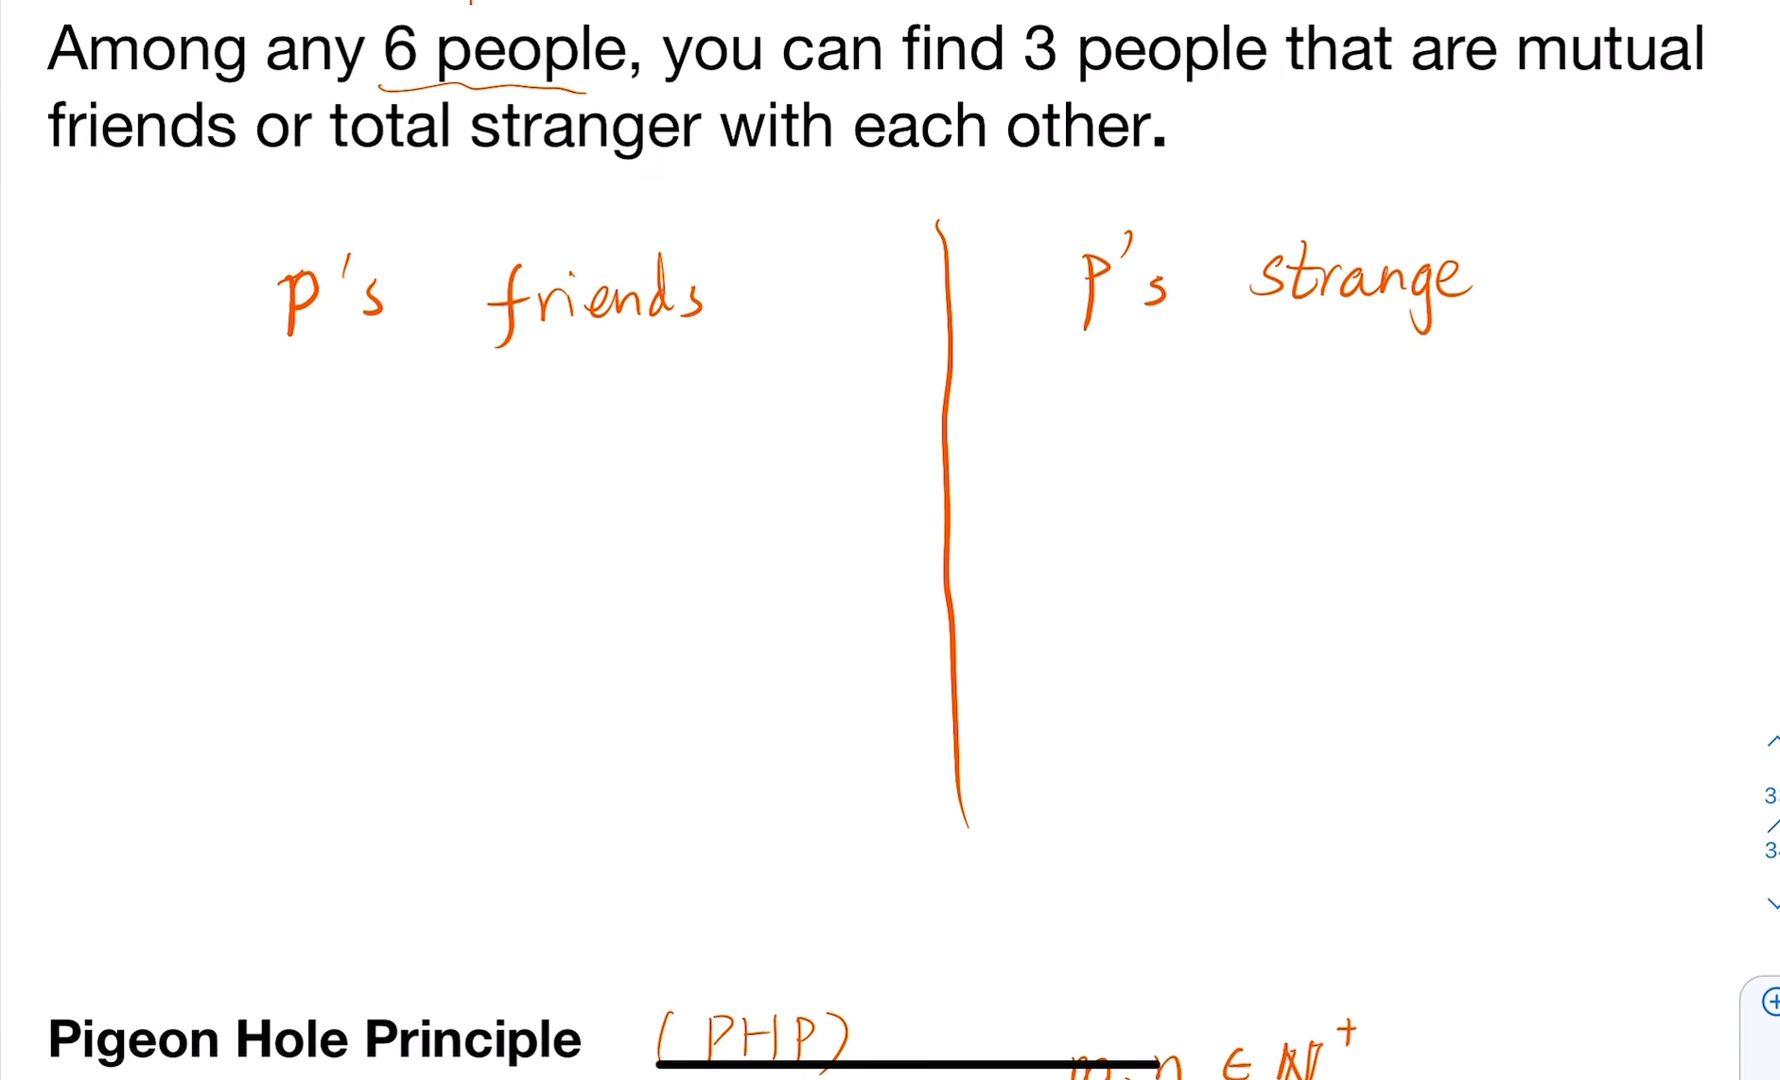 Among any 6 people, you can find 3 people that are mutual
friends or total stranger with each other.
p's friends
p's strange
Pigeon Hole Principle (PHP)
n ∈ ℕ⁺